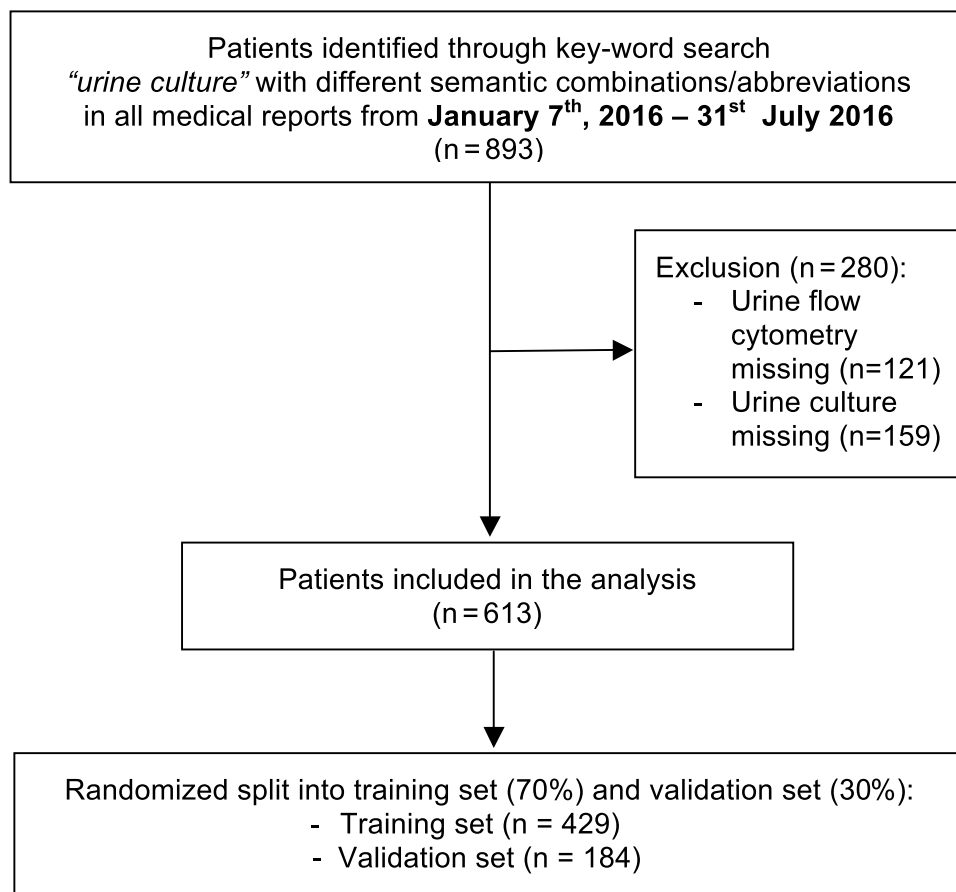 Patients identified through key-word search
“urine culture” with different semantic combinations/abbreviations
in all medical reports from January 7th, 2016 – 31st July 2016
(n = 893)
Exclusion (n = 280):
- Urine flow
cytometry
missing (n=121)
- Urine culture
missing (n=159)
Patients included in the analysis
(n = 613)
Randomized split into training set (70%) and validation set (30%):
- Training set (n = 429)
- Validation set (n = 184)